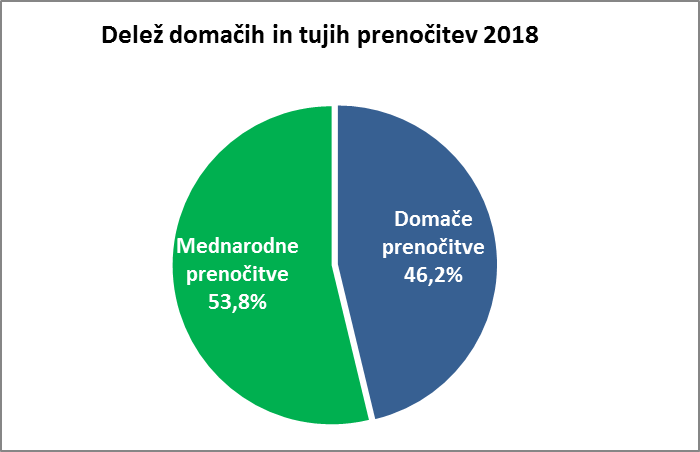 Delež domačih in tujih prenočitev 2018
Mednarodne
prenočitve
53,8%
Domače
prenočitve
46,2%